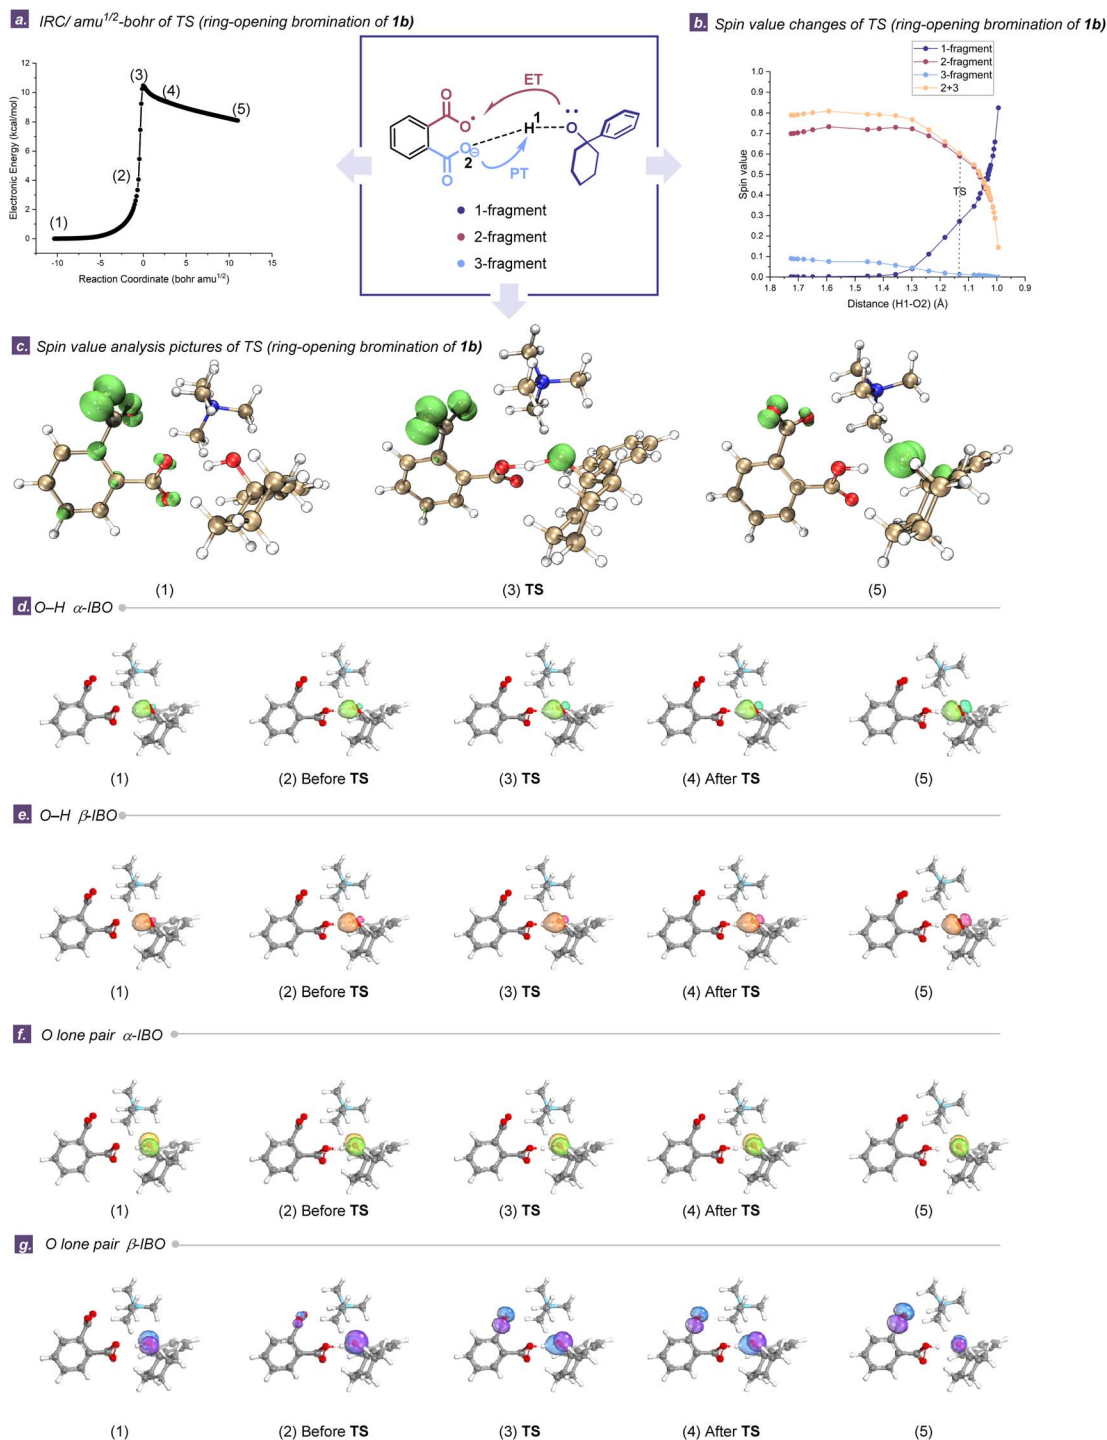 a. IRC/ amu1/2-bohr of TS (ring-opening bromination of 1b)
12
10
8
6
4
2
0
Electronic Energy (kcal/mol)
(1)
(2)
(3)
(4)
(5)
-10 -5 0 5 10 15
Reaction Coordinate (bohr amu1/2)
ET
O
O
H 1
O
O ⊖
2
O
PT
1-fragment
2-fragment
3-fragment
b. Spin value changes of TS (ring-opening bromination of 1b)
1-fragment
2-fragment
3-fragment
2+3
1.0
0.9
0.8
0.7
0.6
0.5
0.4
0.3
0.2
0.1
0.0
Spin value
TS
1.8 1.7 1.6 1.5 1.4 1.3 1.2 1.1 1.0 0.9
Distance (H1-O2) (Å)
c. Spin value analysis pictures of TS (ring-opening bromination of 1b)
(1) (3) TS (5)
d. O–H α-IBO
(1) (2) Before TS (3) TS (4) After TS (5)
e. O–H β-IBO
(1) (2) Before TS (3) TS (4) After TS (5)
f. O lone pair α-IBO
(1) (2) Before TS (3) TS (4) After TS (5)
g. O lone pair β-IBO
(1) (2) Before TS (3) TS (4) After TS (5)